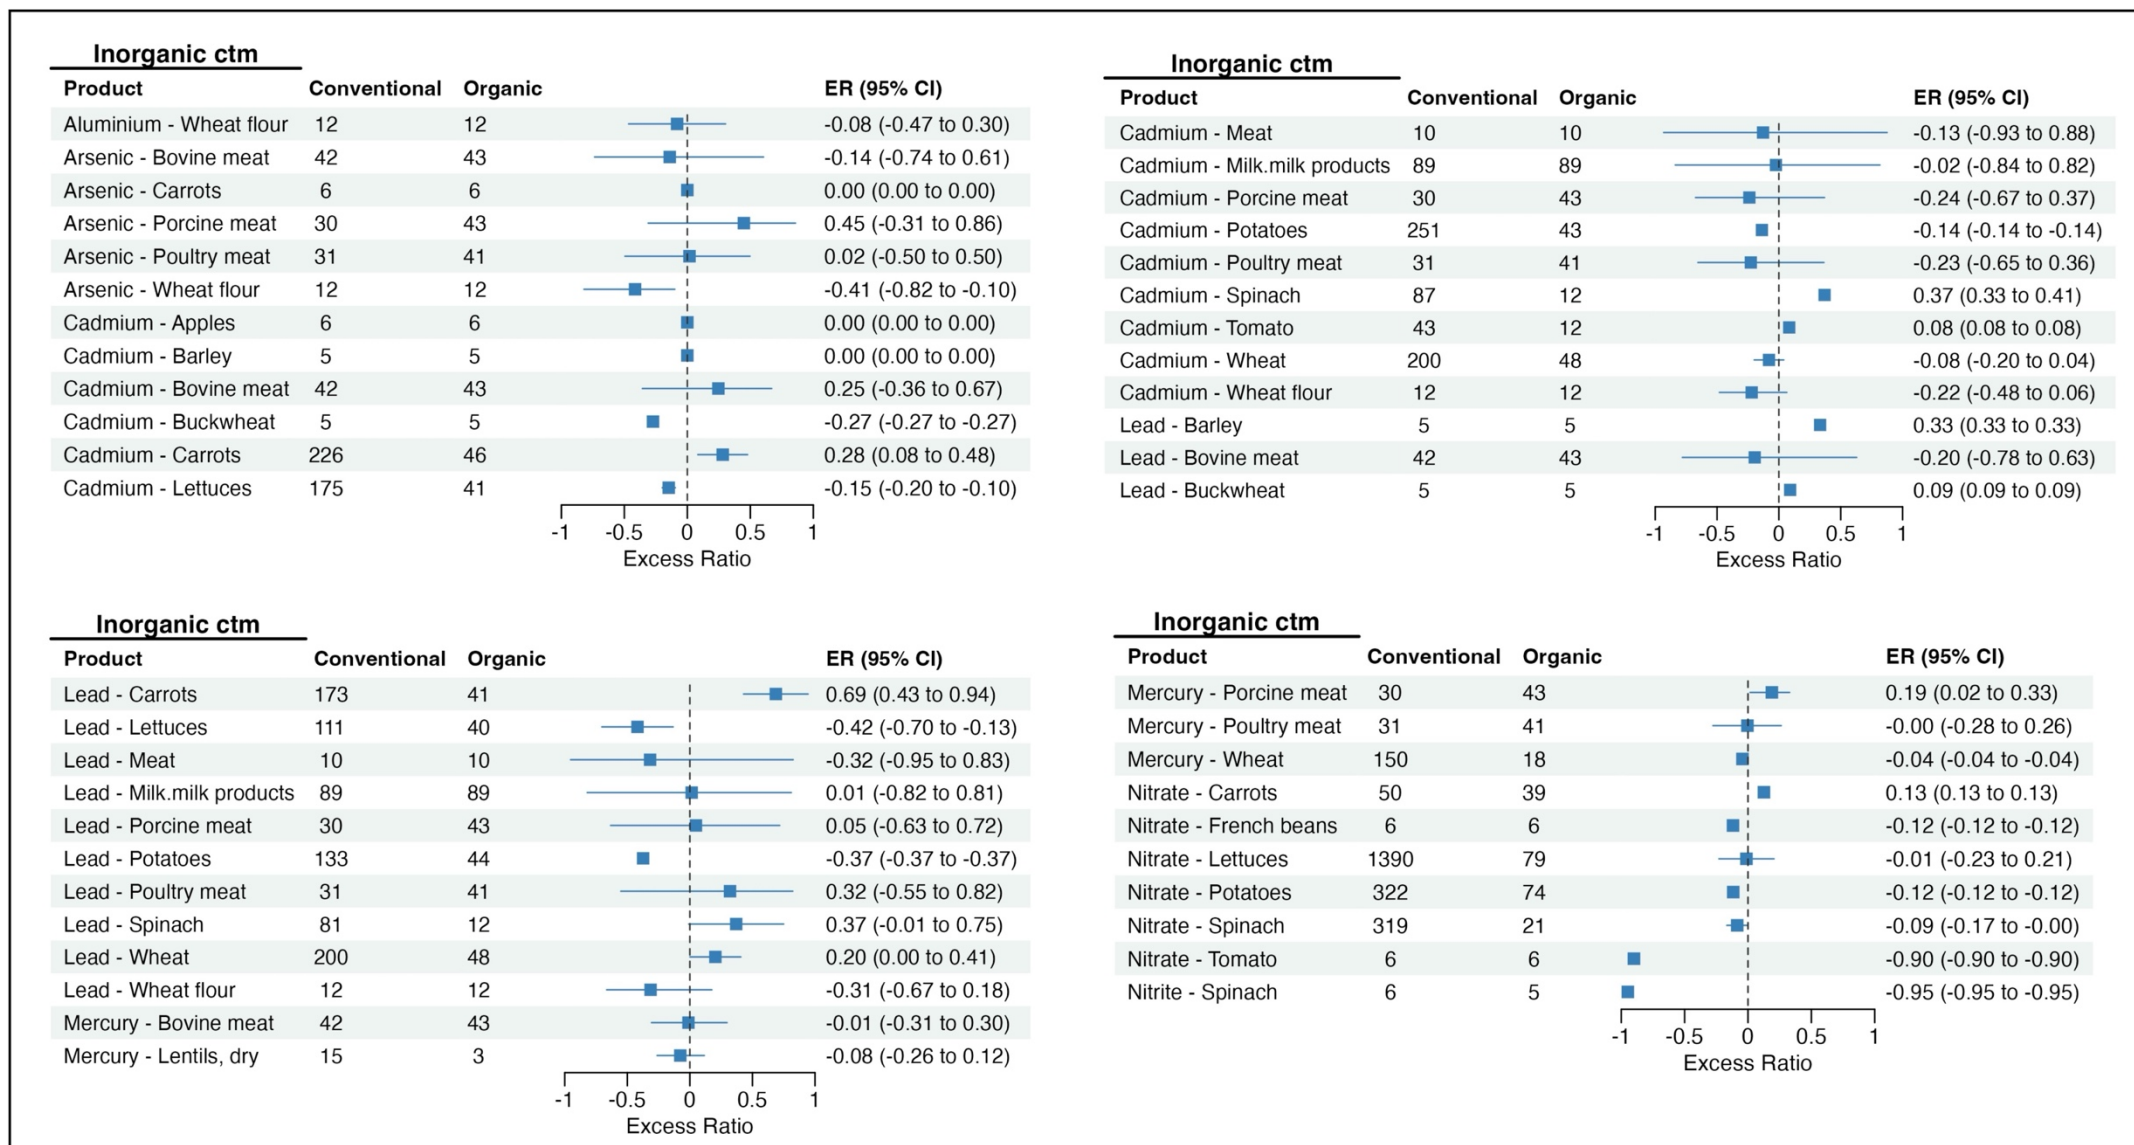 Inorganic ctm
Product Conventional Organic ER (95% CI)
Aluminium - Wheat flour 12 12 -0.08 (-0.47 to 0.30)
Arsenic - Bovine meat 42 43 -0.14 (-0.74 to 0.61)
Arsenic - Carrots 6 6 0.00 (0.00 to 0.00)
Arsenic - Porcine meat 30 43 0.45 (-0.31 to 0.86)
Arsenic - Poultry meat 31 41 0.02 (-0.50 to 0.50)
Arsenic - Wheat flour 12 12 -0.41 (-0.82 to -0.10)
Cadmium - Apples 6 6 0.00 (0.00 to 0.00)
Cadmium - Barley 5 5 0.00 (0.00 to 0.00)
Cadmium - Bovine meat 42 43 0.25 (-0.36 to 0.67)
Cadmium - Buckwheat 5 5 -0.27 (-0.27 to -0.27)
Cadmium - Carrots 226 46 0.28 (0.08 to 0.48)
Cadmium - Lettuces 175 41 -0.15 (-0.20 to -0.10)
-1 -0.5 0 0.5 1
Excess Ratio
Inorganic ctm
Product Conventional Organic ER (95% CI)
Cadmium - Meat 10 10 -0.13 (-0.93 to 0.88)
Cadmium - Milk.milk products 89 89 -0.02 (-0.84 to 0.82)
Cadmium - Porcine meat 30 43 -0.24 (-0.67 to 0.37)
Cadmium - Potatoes 251 43 -0.14 (-0.14 to -0.14)
Cadmium - Poultry meat 31 41 -0.23 (-0.65 to 0.36)
Cadmium - Spinach 87 12 0.37 (0.33 to 0.41)
Cadmium - Tomato 43 12 0.08 (0.08 to 0.08)
Cadmium - Wheat 200 48 -0.08 (-0.20 to 0.04)
Cadmium - Wheat flour 12 12 -0.22 (-0.48 to 0.06)
Lead - Barley 5 5 0.33 (0.33 to 0.33)
Lead - Bovine meat 42 43 -0.20 (-0.78 to 0.63)
Lead - Buckwheat 5 5 0.09 (0.09 to 0.09)
-1 -0.5 0 0.5 1
Excess Ratio
Inorganic ctm
Product Conventional Organic ER (95% CI)
Lead - Carrots 173 41 0.69 (0.43 to 0.94)
Lead - Lettuces 111 40 -0.42 (-0.70 to -0.13)
Lead - Meat 10 10 -0.32 (-0.95 to 0.83)
Lead - Milk.milk products 89 89 0.01 (-0.82 to 0.81)
Lead - Porcine meat 30 43 0.05 (-0.63 to 0.72)
Lead - Potatoes 133 44 -0.37 (-0.37 to -0.37)
Lead - Poultry meat 31 41 0.32 (-0.55 to 0.82)
Lead - Spinach 81 12 0.37 (-0.01 to 0.75)
Lead - Wheat 200 48 0.20 (0.00 to 0.41)
Lead - Wheat flour 12 12 -0.31 (-0.67 to 0.18)
Mercury - Bovine meat 42 43 -0.01 (-0.31 to 0.30)
Mercury - Lentils, dry 15 3 -0.08 (-0.26 to 0.12)
-1 -0.5 0 0.5 1
Excess Ratio
Inorganic ctm
Product Conventional Organic ER (95% CI)
Mercury - Porcine meat 30 43 0.19 (0.02 to 0.33)
Mercury - Poultry meat 31 41 -0.00 (-0.28 to 0.26)
Mercury - Wheat 150 18 -0.04 (-0.04 to -0.04)
Nitrate - Carrots 50 39 0.13 (0.13 to 0.13)
Nitrate - French beans 6 6 -0.12 (-0.12 to -0.12)
Nitrate - Lettuces 1390 79 -0.01 (-0.23 to 0.21)
Nitrate - Potatoes 322 74 -0.12 (-0.12 to -0.12)
Nitrate - Spinach 319 21 -0.09 (-0.17 to -0.00)
Nitrate - Tomato 6 6 -0.90 (-0.90 to -0.90)
Nitrite - Spinach 6 5 -0.95 (-0.95 to -0.95)
-1 -0.5 0 0.5 1
Excess Ratio